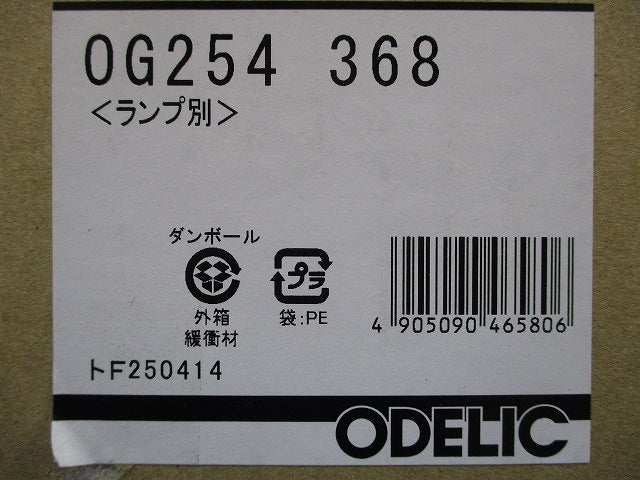 OG254 368
<ランプ別>
ダンボール
プラ
外箱
緩衝材
袋:PE
4 905090 465806
トF250414
ODELIC